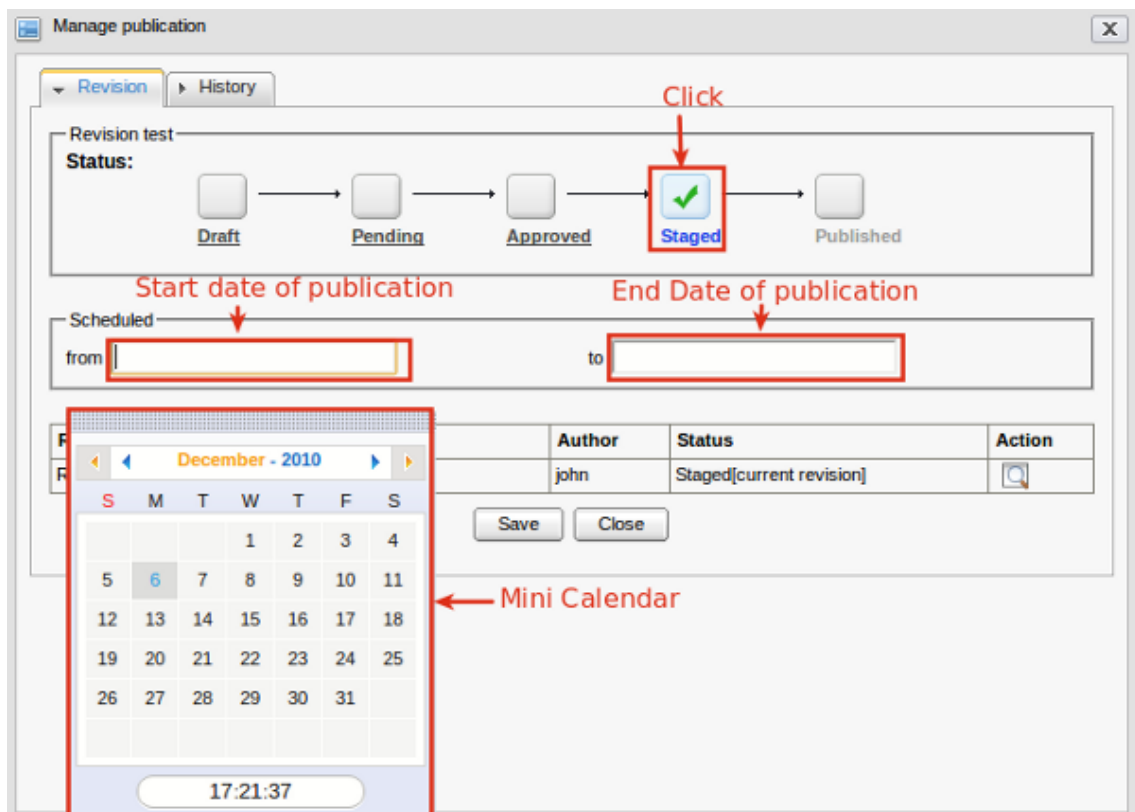 Manage publication
X
Revision History
Click
Revision test
Status:
Draft Pending Approved Staged Published
Start date of publication End Date of publication
Scheduled
from to
Author Status Action
john Staged[current revision]
December - 2010
S M T W T F S
1 2 3 4
Save Close
5 6 7 8 9 10 11
Mini Calendar
12 13 14 15 16 17 18
19 20 21 22 23 24 25
26 27 28 29 30 31
17:21:37